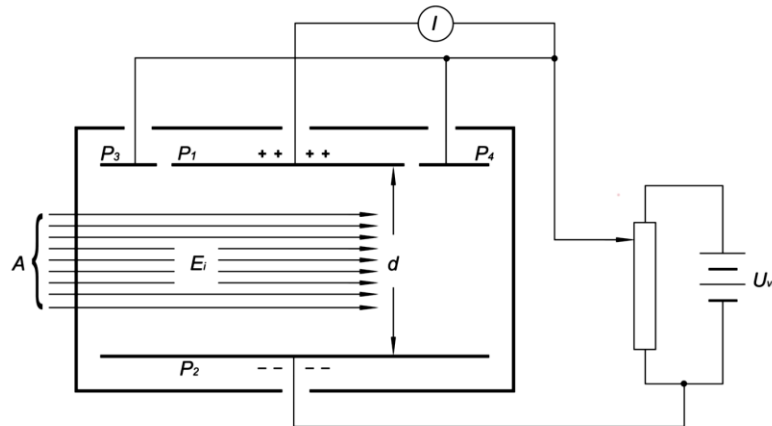 I
P3 P1 + + + + P4
A { Ei d
Uv
P2 − − − −